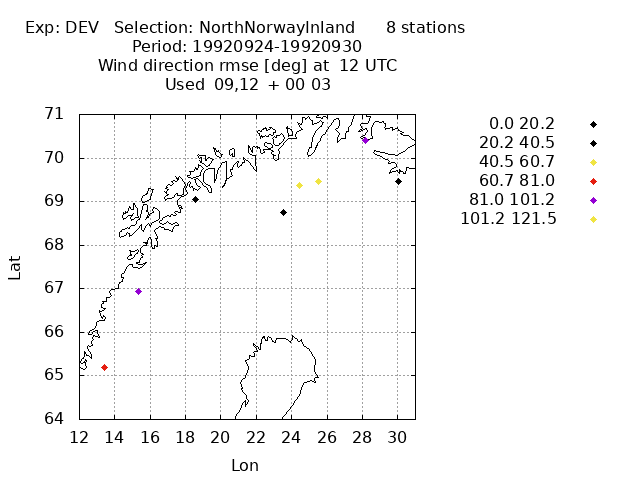 Exp: DEV   Selection: NorthNorwayInland      8 stations
Period: 19920924-19920930
Wind direction rmse [deg] at  12 UTC
Used  09,12  + 00 03
0.0 20.2
20.2 40.5
40.5 60.7
60.7 81.0
81.0 101.2
101.2 121.5
71
70
69
68
67
66
65
64
Lat
12 14 16 18 20 22 24 26 28 30
Lon